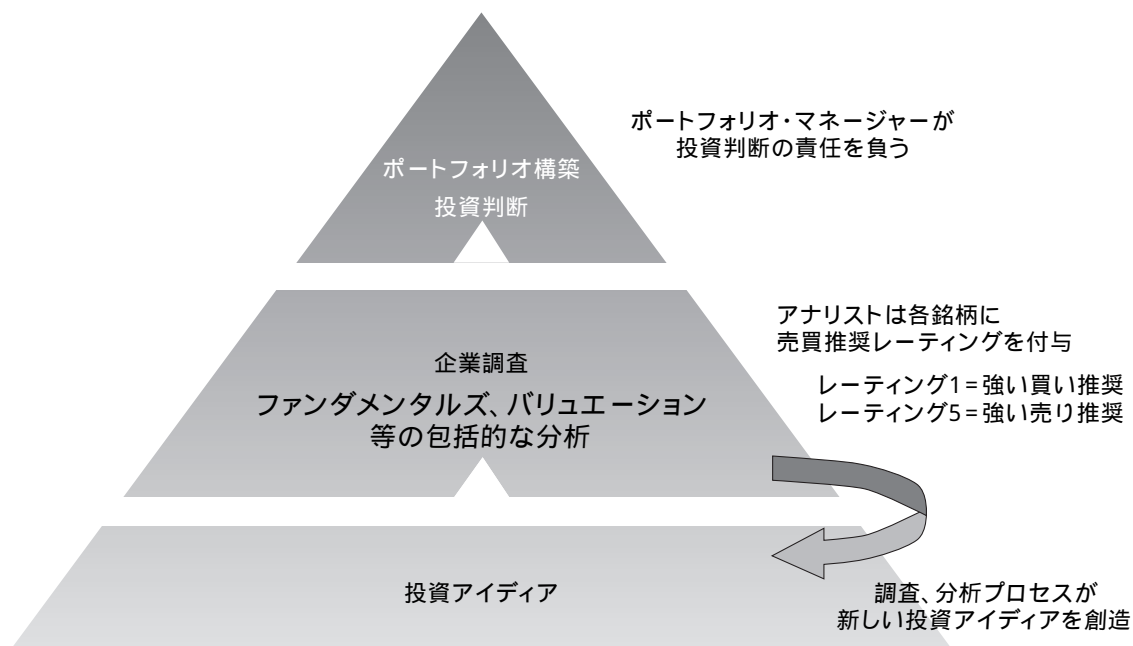 ポートフォリオ構築
投資判断
ポートフォリオ・マネージャーが
投資判断の責任を負う
企業調査
ファンダメンタルズ、バリュエーション
等の包括的な分析
アナリストは各銘柄に
売買推奨レーティングを付与
レーティング1=強い買い推奨
レーティング5=強い売り推奨
投資アイディア
調査、分析プロセスが
新しい投資アイディアを創造